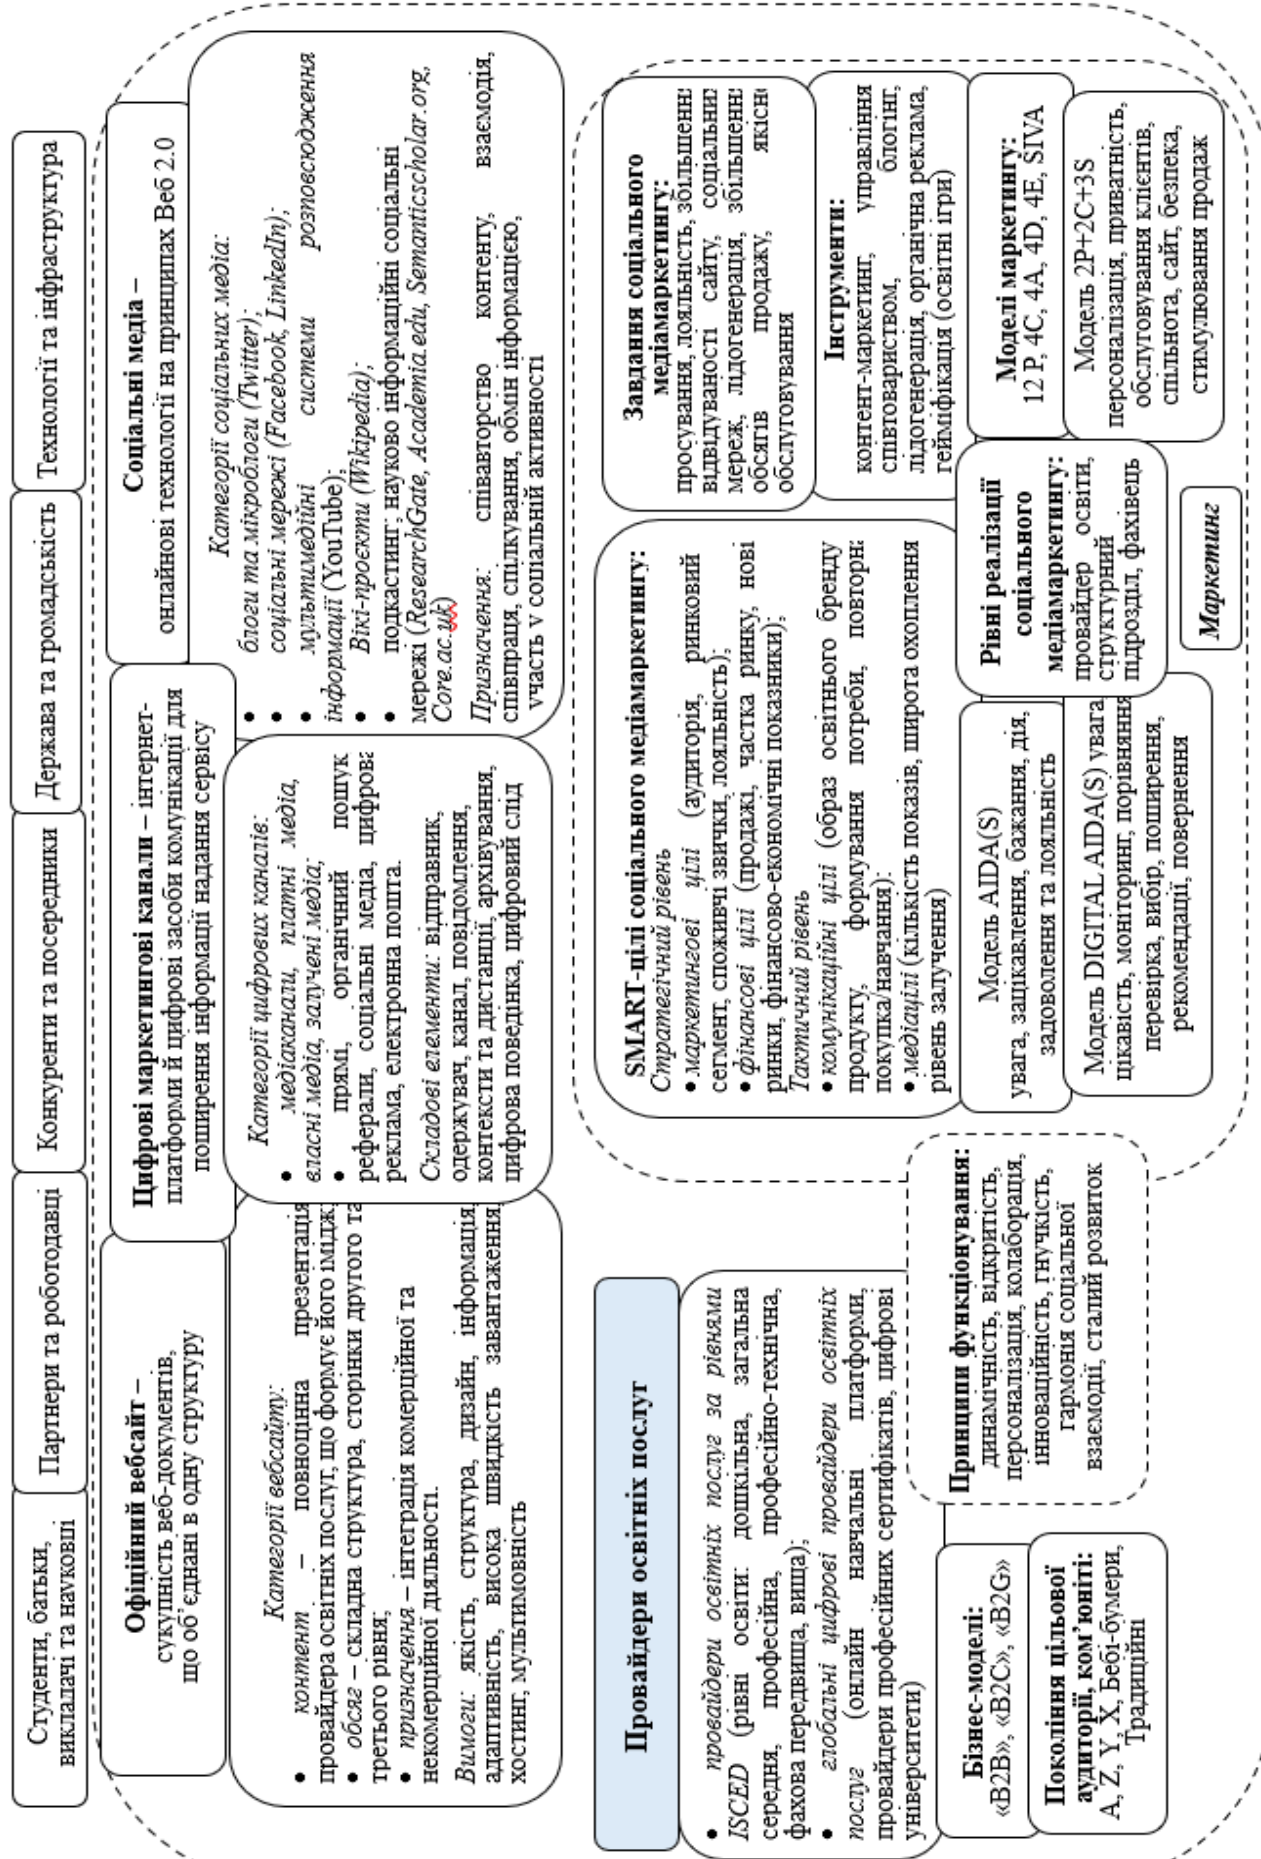 Студенти, батьки,
викладачі та науковці
Партнери та роботодавці
Конкуренти та посередники
Держава та громадськість
Технології та інфраструктура
Офіційний вебсайт –
сукупність веб-документів,
що об'єднані в одну структуру
Категорії вебсайту:
• контент – повноцінна презентація
провайдера освітніх послуг, що формує його імідж;
• обсяг – складна структура, сторінки другого та
третього рівня;
• призначення – інтеграція комерційної та
некомерційної діяльності.
Вимоги: якість, структура, дизайн, інформація,
адаптивність, висока швидкість завантаження,
хостинг, мультимовність
Цифрові маркетингові канали – інтернет-
платформи й цифрові засоби комунікації для
поширення інформації надання сервісу
Категорії цифрових каналів:
• медіаканали, платні медіа,
власні медіа, залучені медіа;
• прямі, органічний пошук
реферали, соціальні медіа, цифрова
реклама, електронна пошта.
Складові елементи: відправник,
одержувач, канал, повідомлення,
контексти та дистанції, архівування,
цифрова поведінка, цифровий слід
Соціальні медіа –
онлайнові технології на принципах Веб 2.0
Категорії соціальних медіа:
• блоги та мікроблоги (Twitter);
• соціальні мережі (Facebook, LinkedIn);
• мультимедійні системи розповсюдження
інформації (YouTube);
• Вікі-проєкти (Wikipedia);
• подкастинг; науково інформаційні соціальні
мережі (ResearchGate, Academia.edu, Semanticscholar.org,
Core.ac.uk)
Призначення: співавторство контенту, взаємодія,
співпраця, спілкування, обмін інформацією,
участь у соціальній активності
Провайдери освітніх послуг
• провайдери освітніх послуг за рівнями
ISCED (рівні освіти: дошкільна, загальна
середня, професійна, професійно-технічна,
фахова передвища, вища);
• глобальні цифрові провайдери освітніх
послуг (онлайн навчальні платформи,
провайдери професійних сертифікатів, цифрові
університети)
Бізнес-моделі:
«B2B», «B2C», «B2G»
Покоління цільової
аудиторії, ком'юніті:
A, Z, Y, X, Бебі-бумери,
Традиційні
Принципи функціонування:
динамічність, відкритість,
персоналізація, колаборація,
інноваційність, гнучкість,
гармонія соціальної
взаємодії, сталий розвиток
SMART-цілі соціального медіамаркетингу:
Стратегічний рівень
• маркетингові цілі (аудиторія, ринковий
сегмент, споживчі звички, лояльність);
• фінансові цілі (продажі, частка ринку, нові
ринки, фінансово-економічні показники);
Тактичний рівень
• комунікаційні цілі (образ освітнього бренду
продукту, формування потреби, повторна
покупка/навчання);
• медіацілі (кількість показів, широта охоплення
рівень залучення)
Модель AIDA(S)
увага, зацікавлення, бажання, дія,
задоволення та лояльність
Модель DIGITAL AIDA(S) увага,
цікавість, моніторинг, порівняння
перевірка, вибір, поширення,
рекомендації, повернення
Завдання соціального
медіамаркетингу:
просування, лояльність, збільшення
відвідуваності сайту, соціальних
мереж, лідогенерація, збільшення
обсягів продажу, якісне
обслуговування
Інструменти:
контент-маркетинг, управління
співтовариством, блогінг,
лідогенерація, органічна реклама,
гейміфікація (освітні ігри)
Рівні реалізації
соціального
медіамаркетингу:
провайдер освіти,
структурний
підрозділ, фахівець
Моделі маркетингу:
12 P, 4C, 4A, 4D, 4E, SIVA
Модель 2P+2C+3S
персоналізація, приватність,
обслуговування клієнтів,
спільнота, сайт, безпека,
стимулювання продаж
Маркетинг